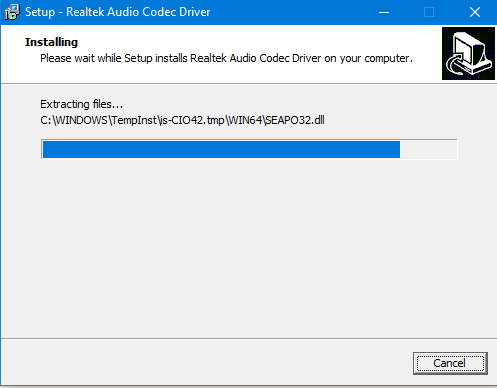 Setup - Realtek Audio Codec Driver
Installing
Please wait while Setup installs Realtek Audio Codec Driver on your computer.
Extracting files...
C:\WINDOWS\TempInst\is-CIO42.tmp\WIN64\SEAPO32.dll
Cancel